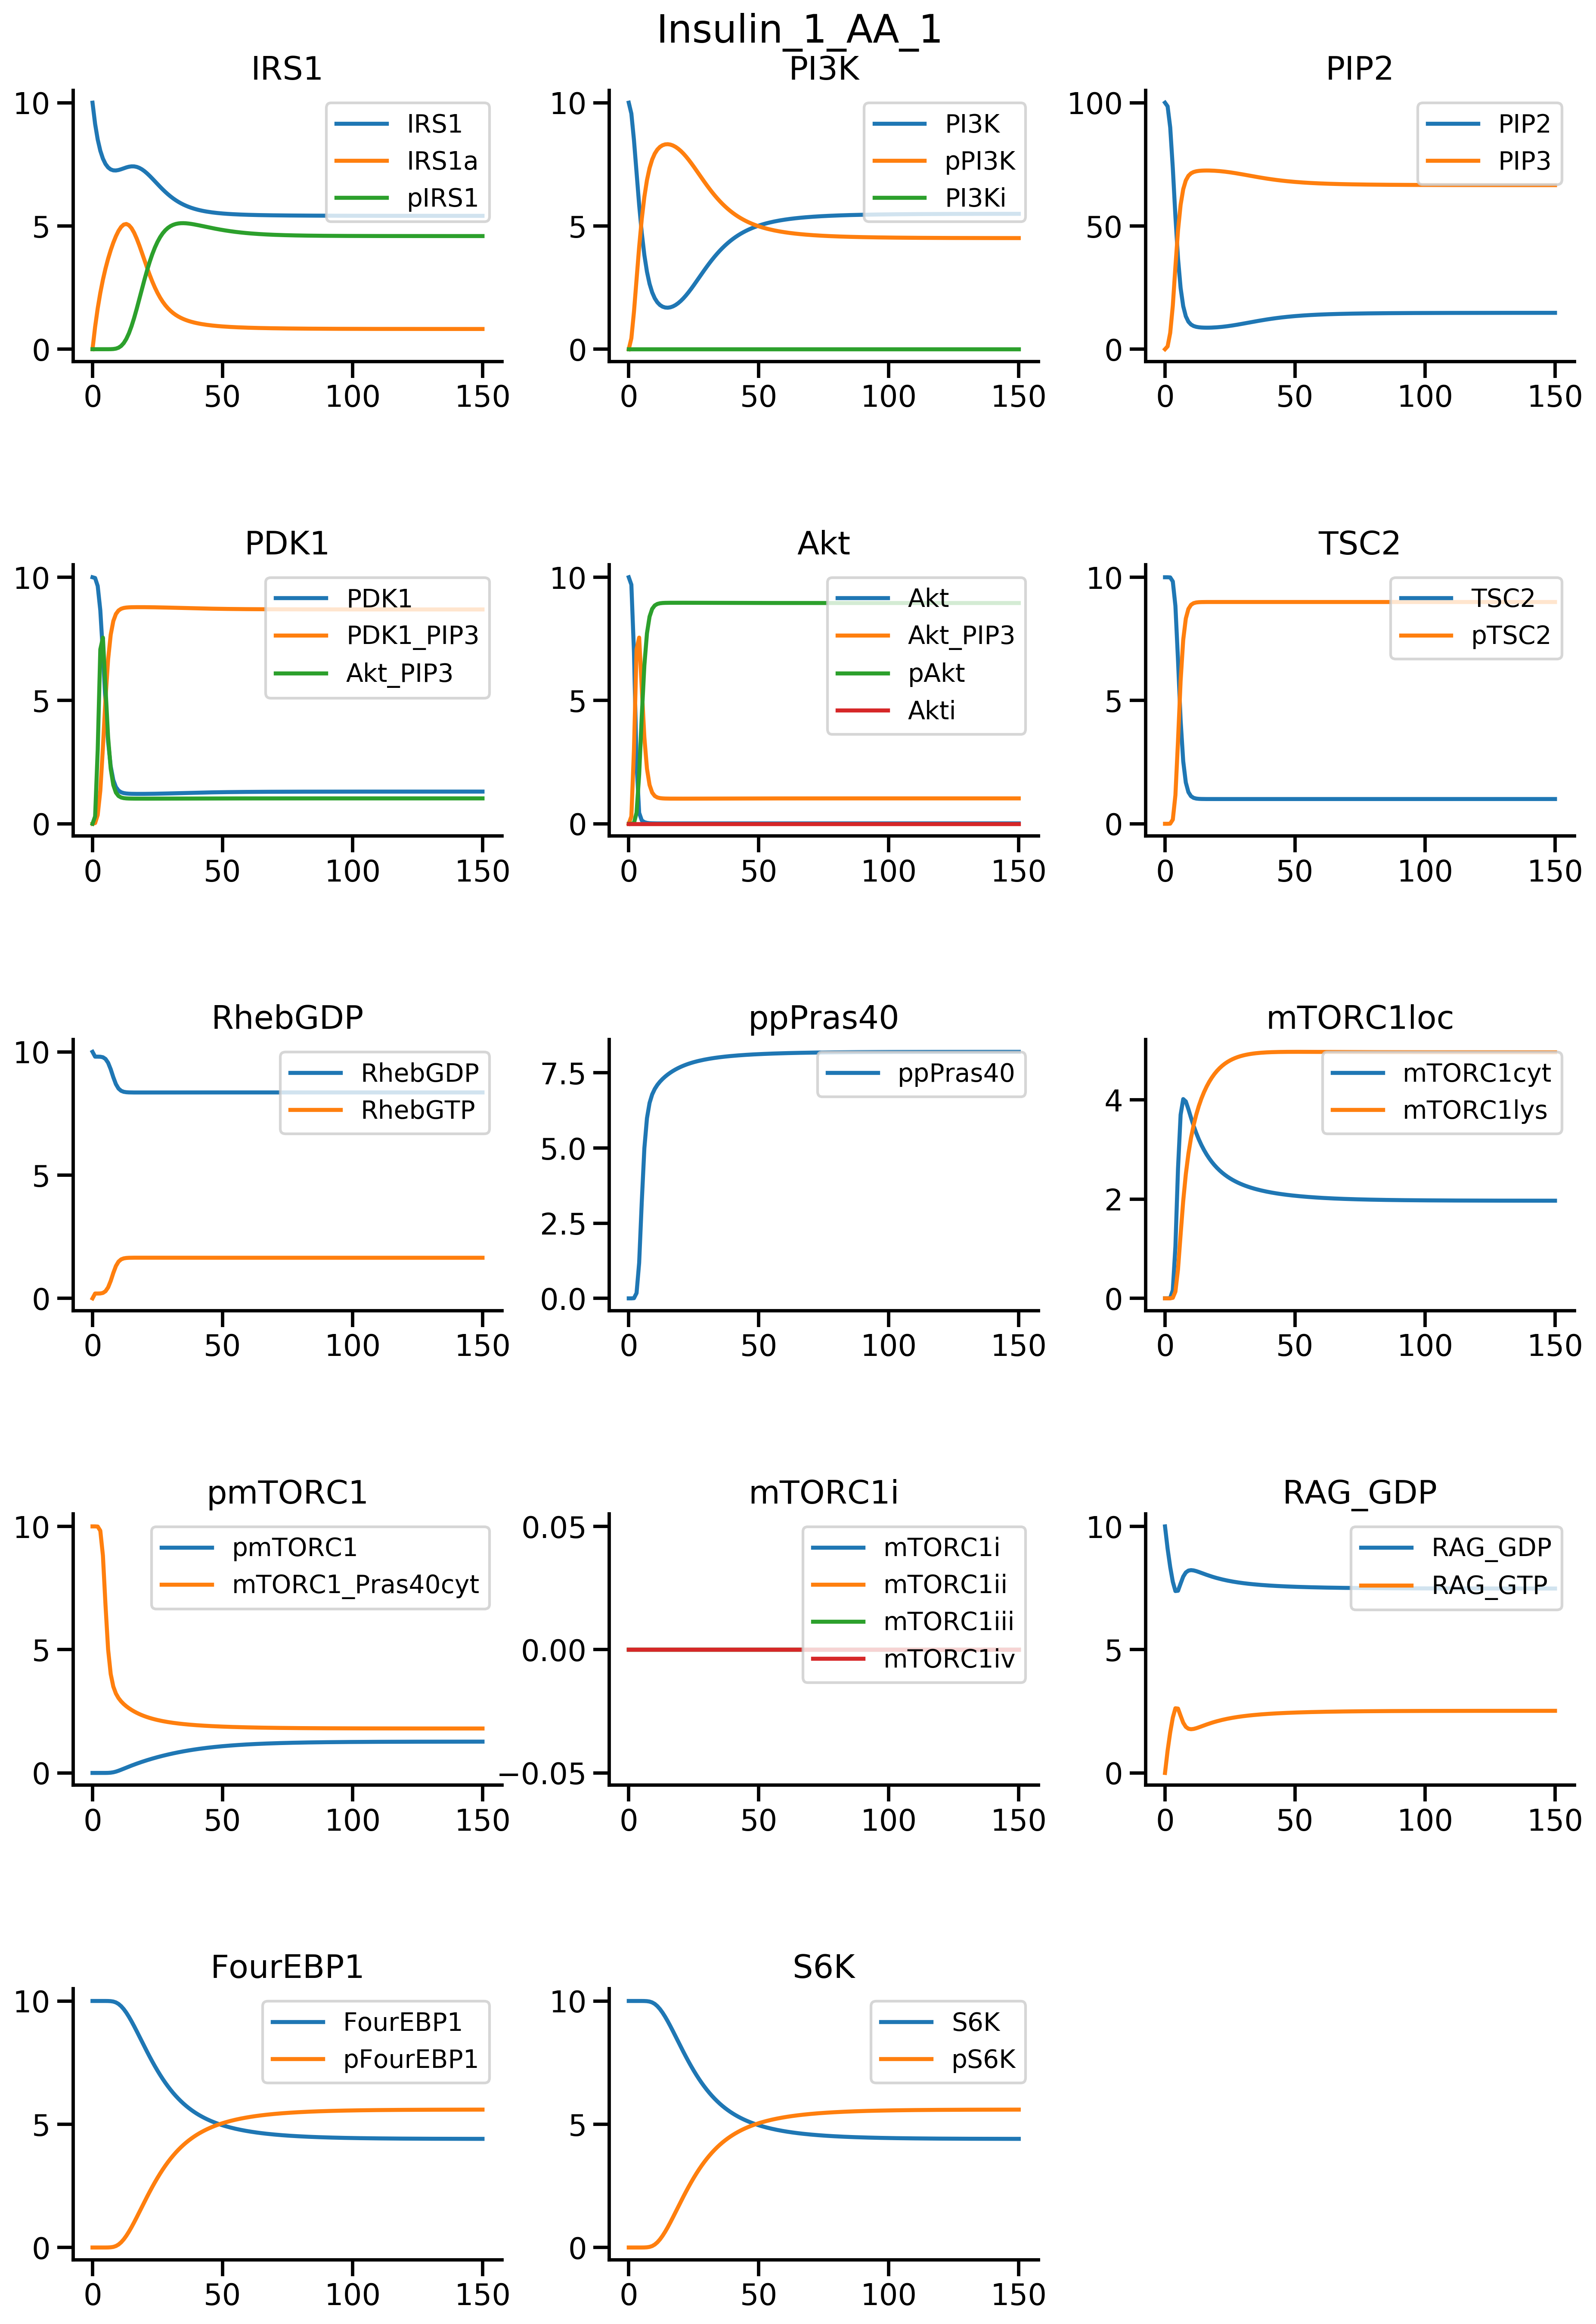 Insulin_1_AA_1
IRS1
10
5
0
0 50 100 150
IRS1
IRS1a
pIRS1
PI3K
10
5
0
0 50 100 150
PI3K
pPI3K
PI3Ki
PIP2
100
50
0
0 50 100 150
PIP2
PIP3
PDK1
10
5
0
0 50 100 150
PDK1
PDK1_PIP3
Akt_PIP3
Akt
10
5
0
0 50 100 150
Akt
Akt_PIP3
pAkt
Akti
TSC2
10
5
0
0 50 100 150
TSC2
pTSC2
RhebGDP
10
5
0
0 50 100 150
RhebGDP
RhebGTP
ppPras40
7.5
5.0
2.5
0.0
0 50 100 150
ppPras40
mTORC1loc
4
2
0
0 50 100 150
mTORC1cyt
mTORC1lys
pmTORC1
10
5
0
0 50 100 150
pmTORC1
mTORC1_Pras40cyt
mTORC1i
0.05
0.00
−0.05
0 50 100 150
mTORC1i
mTORC1ii
mTORC1iii
mTORC1iv
RAG_GDP
10
5
0
0 50 100 150
RAG_GDP
RAG_GTP
FourEBP1
10
5
0
0 50 100 150
FourEBP1
pFourEBP1
S6K
10
5
0
0 50 100 150
S6K
pS6K